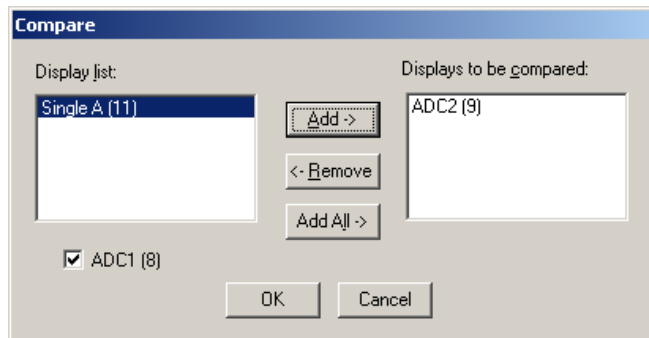 Compare
Display list:
Displays to be compared:
Single A (11)
ADC2 (9)
Add ->
<- Remove
Add All ->
ADC1 (8)
OK
Cancel